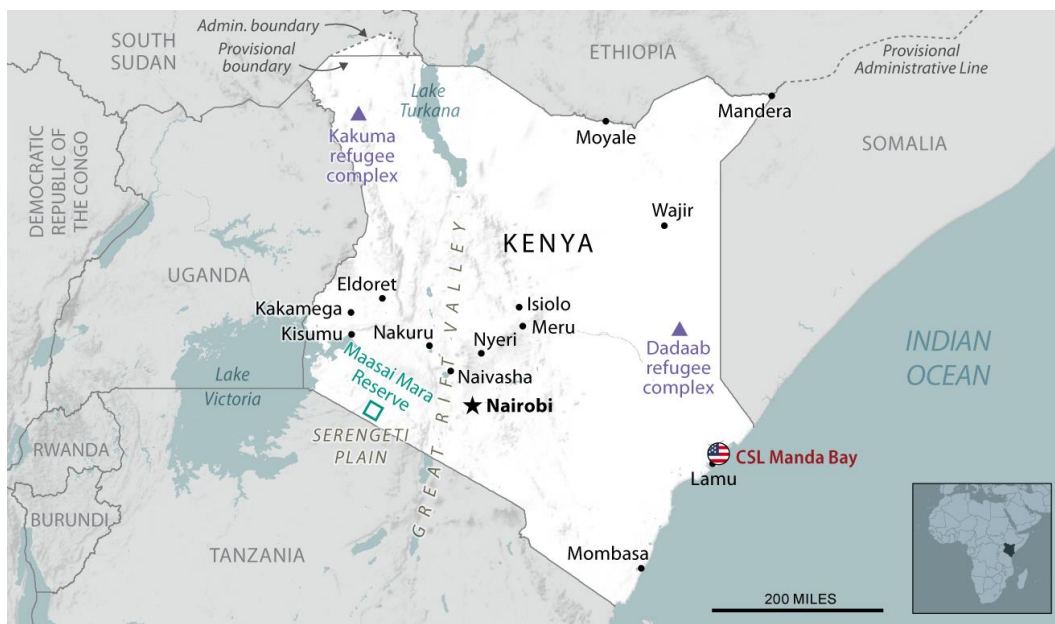 Admin. boundary
Provisional
boundary
SOUTH
SUDAN
ETHIOPIA
Provisional
Administrative Line
Lake
Turkana
Mandera
Moyale
Kakuma
refugee
complex
SOMALIA
DEMOCRATIC
REPUBLIC OF
THE CONGO
Wajir
KENYA
UGANDA
Eldoret
Kakamega
Isiolo
Kisumu
Nakuru
Meru
Nyeri
Dadaab
refugee
complex
INDIAN
OCEAN
Maasai Mara
Reserve
Lake
Victoria
Naivasha
Nairobi
GREAT RIFT VALLEY
SERENGETI
PLAIN
RWANDA
CSL Manda Bay
Lamu
BURUNDI
TANZANIA
Mombasa
200 MILES